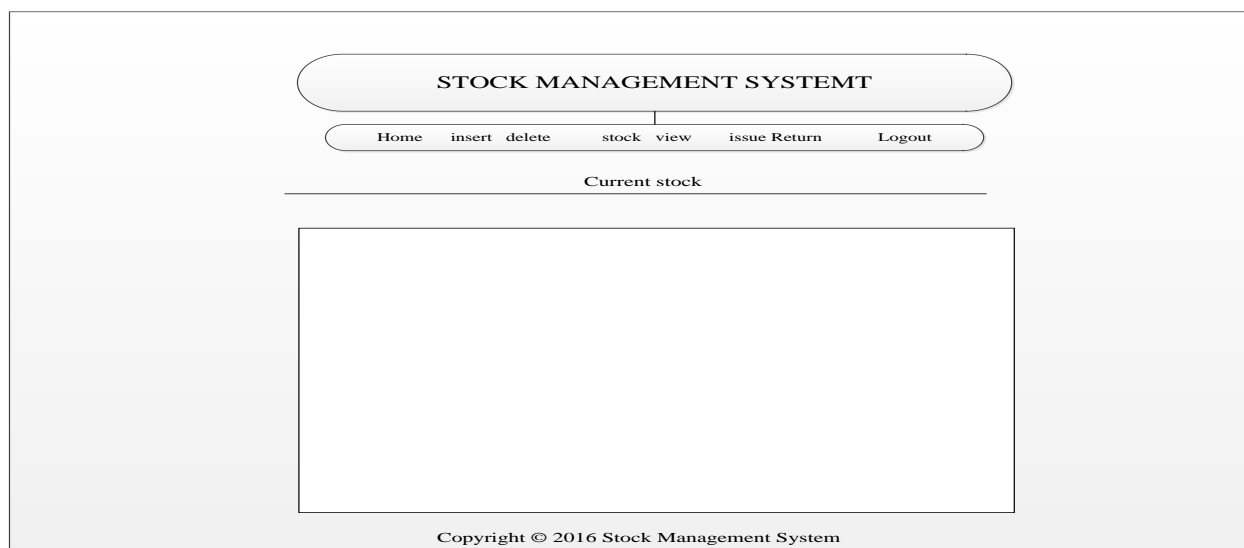 STOCK MANAGEMENT SYSTEMT
Home insert delete stock view issue Return Logout
Current stock
Copyright © 2016 Stock Management System